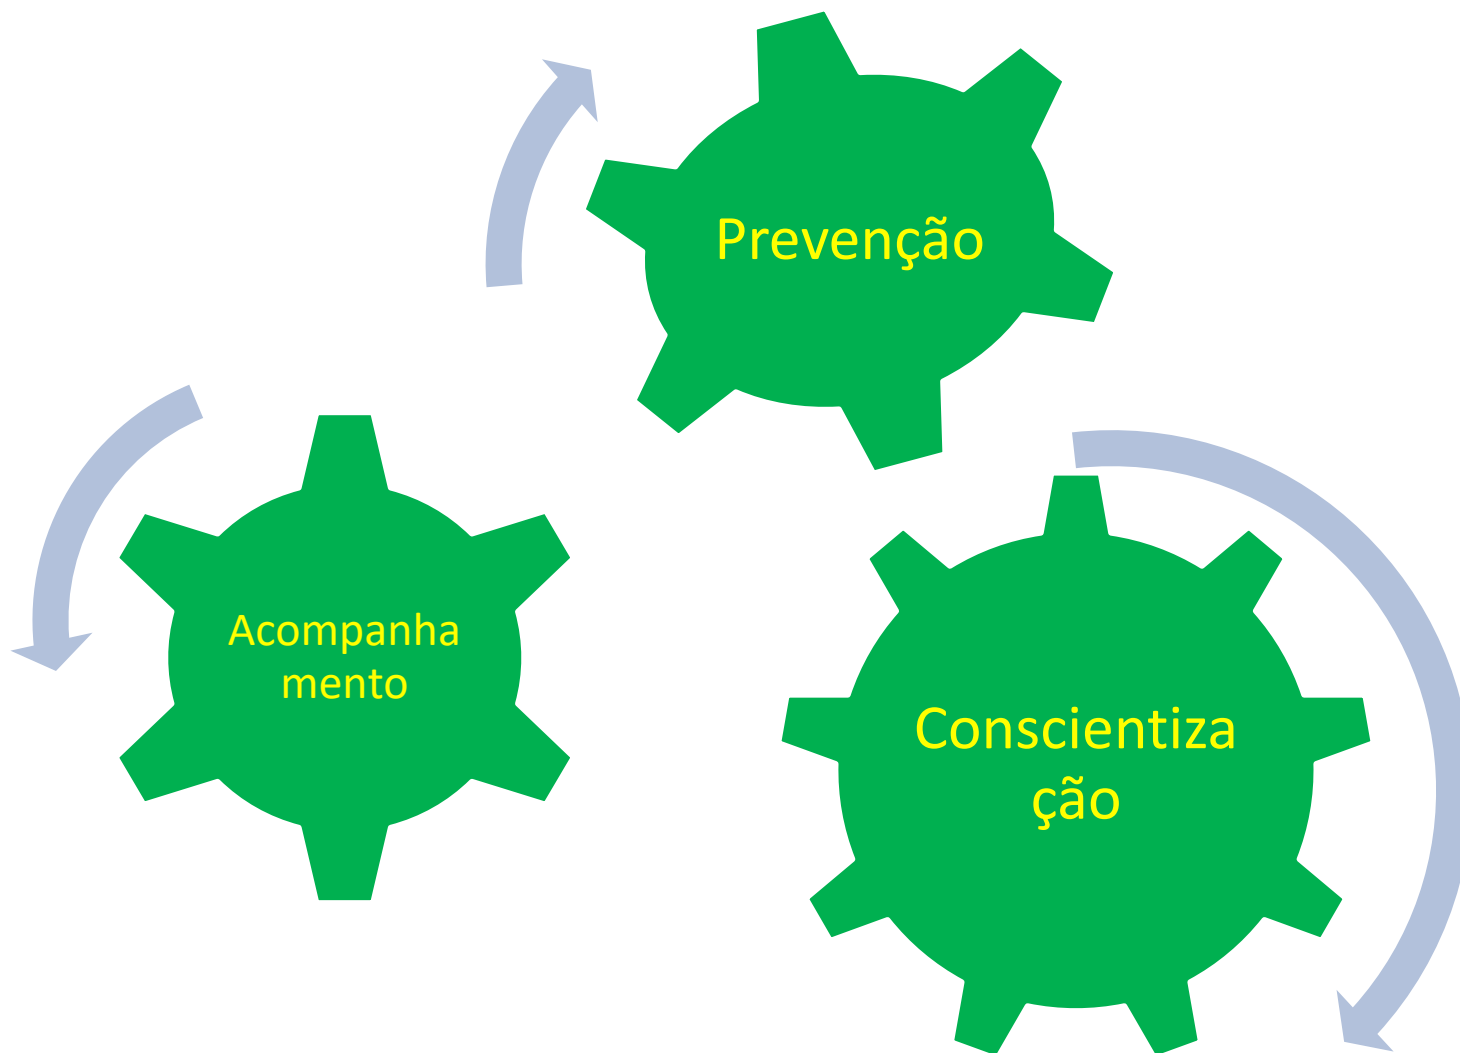 Prevenção
Acompanha
mento
Conscientiza
ção